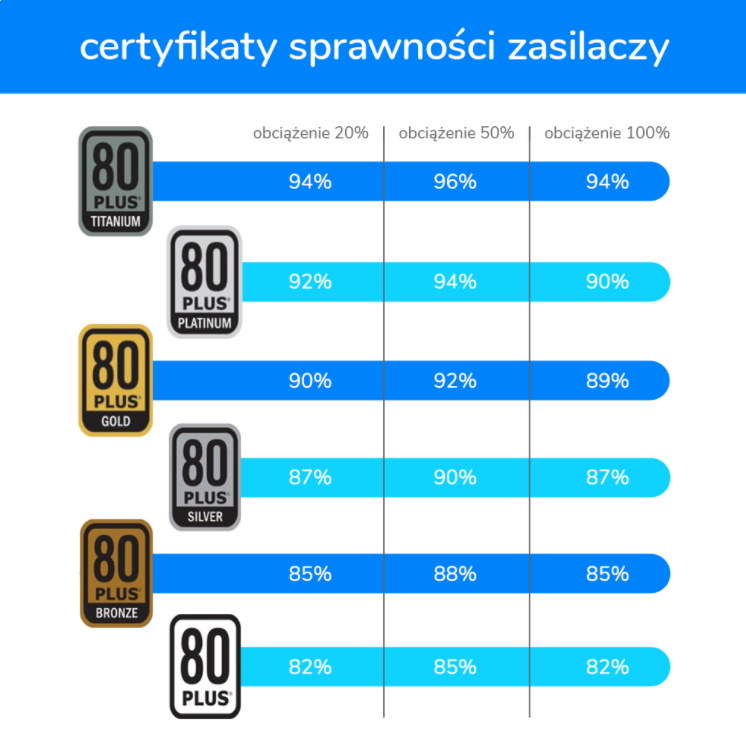 certyfikaty sprawności zasilaczy
obciążenie 20% obciążenie 50% obciążenie 100%
80
PLUS®
TITANIUM
94% 96% 94%
80
PLUS®
PLATINUM
92% 94% 90%
80
PLUS®
GOLD
90% 92% 89%
80
PLUS®
SILVER
87% 90% 87%
80
PLUS®
BRONZE
85% 88% 85%
80
PLUS®
82% 85% 82%